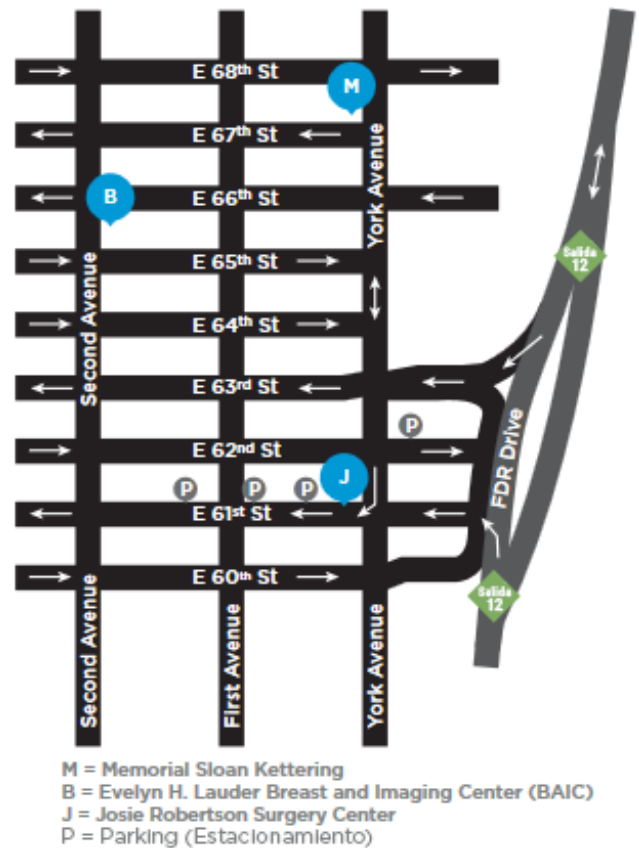 E 68th St
M
E 67th St
B
E 66th St
York Avenue
E 65th St
Salida
12
Second Avenue
E 64th St
E 63rd St
P
E 62nd St
FDR Drive
P
P
P
J
E 61st St
E 60th St
Salida
12
Second Avenue
First Avenue
York Avenue
M = Memorial Sloan Kettering
B = Evelyn H. Lauder Breast and Imaging Center (BAIC)
J = Josie Robertson Surgery Center
P = Parking (Estacionamiento)